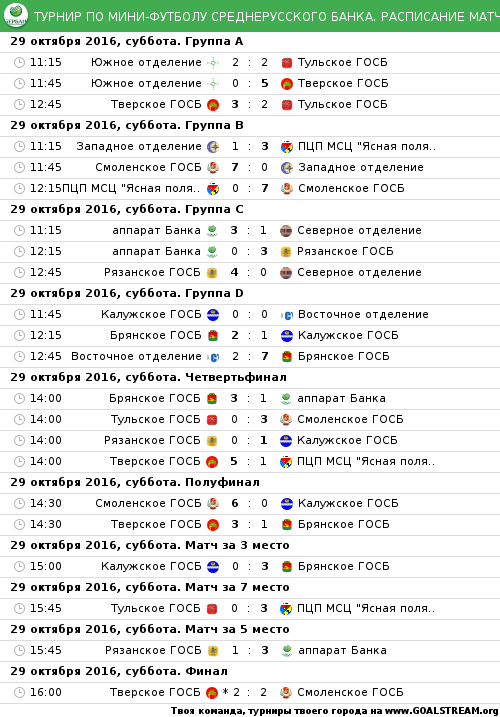 ТУРНИР ПО МИНИ-ФУТБОЛУ СРЕДНЕРУССКОГО БАНКА. РАСПИСАНИЕ МАТЧ
29 октября 2016, суббота. Группа A
11:15 Южное отделение 2 : 2 Тульское ГОСБ
11:45 Южное отделение 0 : 5 Тверское ГОСБ
12:45 Тверское ГОСБ 3 : 2 Тульское ГОСБ
29 октября 2016, суббота. Группа B
11:15 Западное отделение 1 : 3 ПЦП МСЦ "Ясная поля..
11:45 Смоленское ГОСБ 7 : 0 Западное отделение
12:15 ПЦП МСЦ "Ясная поля.. 0 : 7 Смоленское ГОСБ
29 октября 2016, суббота. Группа C
11:15 аппарат Банка 3 : 1 Северное отделение
12:15 аппарат Банка 0 : 3 Рязанское ГОСБ
12:45 Рязанское ГОСБ 4 : 0 Северное отделение
29 октября 2016, суббота. Группа D
11:45 Калужское ГОСБ 0 : 0 Восточное отделение
12:15 Брянское ГОСБ 2 : 1 Калужское ГОСБ
12:45 Восточное отделение 2 : 7 Брянское ГОСБ
29 октября 2016, суббота. Четвертьфинал
14:00 Брянское ГОСБ 3 : 1 аппарат Банка
14:00 Тульское ГОСБ 0 : 3 Смоленское ГОСБ
14:00 Рязанское ГОСБ 0 : 1 Калужское ГОСБ
14:00 Тверское ГОСБ 5 : 1 ПЦП МСЦ "Ясная поля..
29 октября 2016, суббота. Полуфинал
14:30 Смоленское ГОСБ 6 : 0 Калужское ГОСБ
14:30 Тверское ГОСБ 3 : 1 Брянское ГОСБ
29 октября 2016, суббота. Матч за 3 место
15:00 Калужское ГОСБ 0 : 3 Брянское ГОСБ
29 октября 2016, суббота. Матч за 7 место
15:45 Тульское ГОСБ 0 : 3 ПЦП МСЦ "Ясная поля..
29 октября 2016, суббота. Матч за 5 место
15:45 Рязанское ГОСБ 1 : 3 аппарат Банка
29 октября 2016, суббота. Финал
16:00 Тверское ГОСБ * 2 : 2 Смоленское ГОСБ
Твоя команда, турниры твоего города на www.GOALSTREAM.org